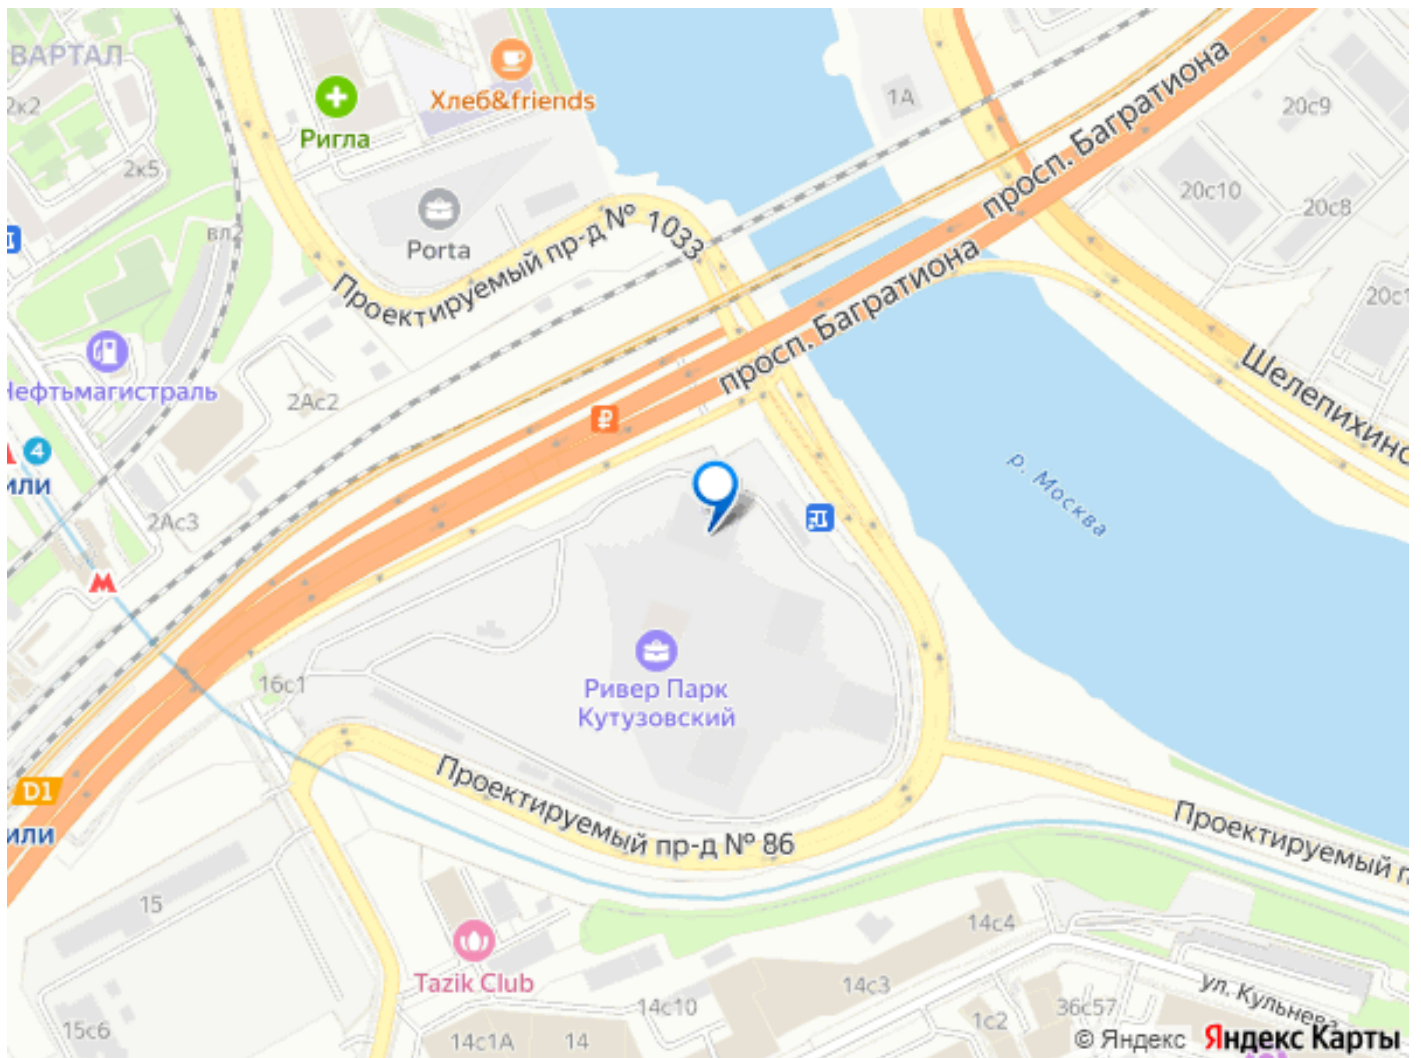 ВАРТАЛ
2к2
Хлеб&friends
Ригла
1А
20с9
просп. Багратиона
2к5
20с10
20с8
вл2
Porta
Проектируемый пр-д № 1033
просп. Багратиона
20с1
Нефтьмагистраль
2Ас2
Шелепихинс
4
или
р. Москва
2Ас3
М
Ривер Парк
Кутузовский
16с1
D1
или
Проектируемый пр-д № 86
Проектируемый п
15
14с4
Tazik Club
14с3
ул. Кульнева
14с10
36с57
1с2
15с6
14с1А
14
© Яндекс Яндекс Карты